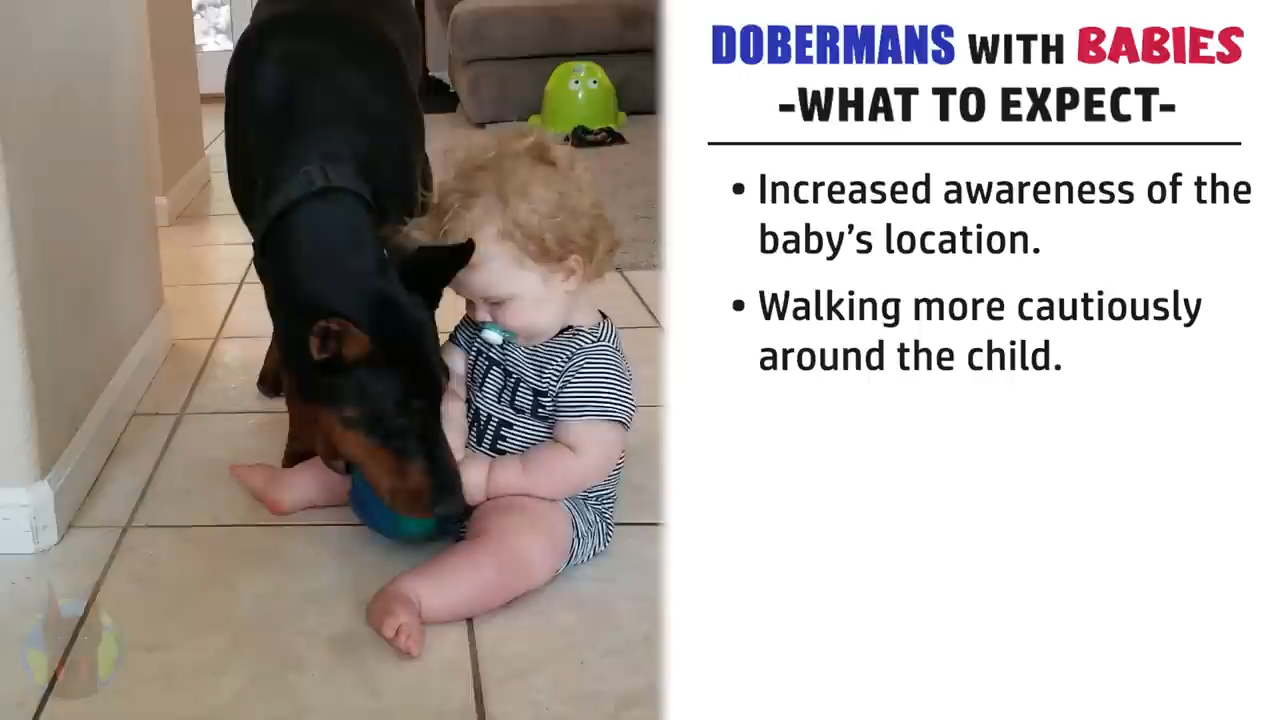 DOBERMANS WITH BABIES
-WHAT TO EXPECT-
• Increased awareness of the
baby's location.
• Walking more cautiously
around the child.